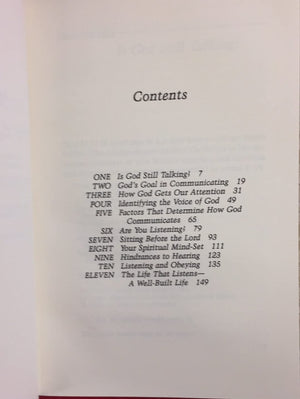 Contents
ONE Is God Still Talking? 7
TWO God's Goal in Communicating 19
THREE How God Gets Our Attention 31
FOUR Identifying the Voice of God 49
FIVE Factors That Determine How God
Communicates 65
SIX Are You Listening? 79
SEVEN Sitting Before the Lord 93
EIGHT Your Spiritual Mind-Set 111
NINE Hindrances to Hearing 123
TEN Listening and Obeying 135
ELEVEN The Life That Listens—
A Well-Built Life 149